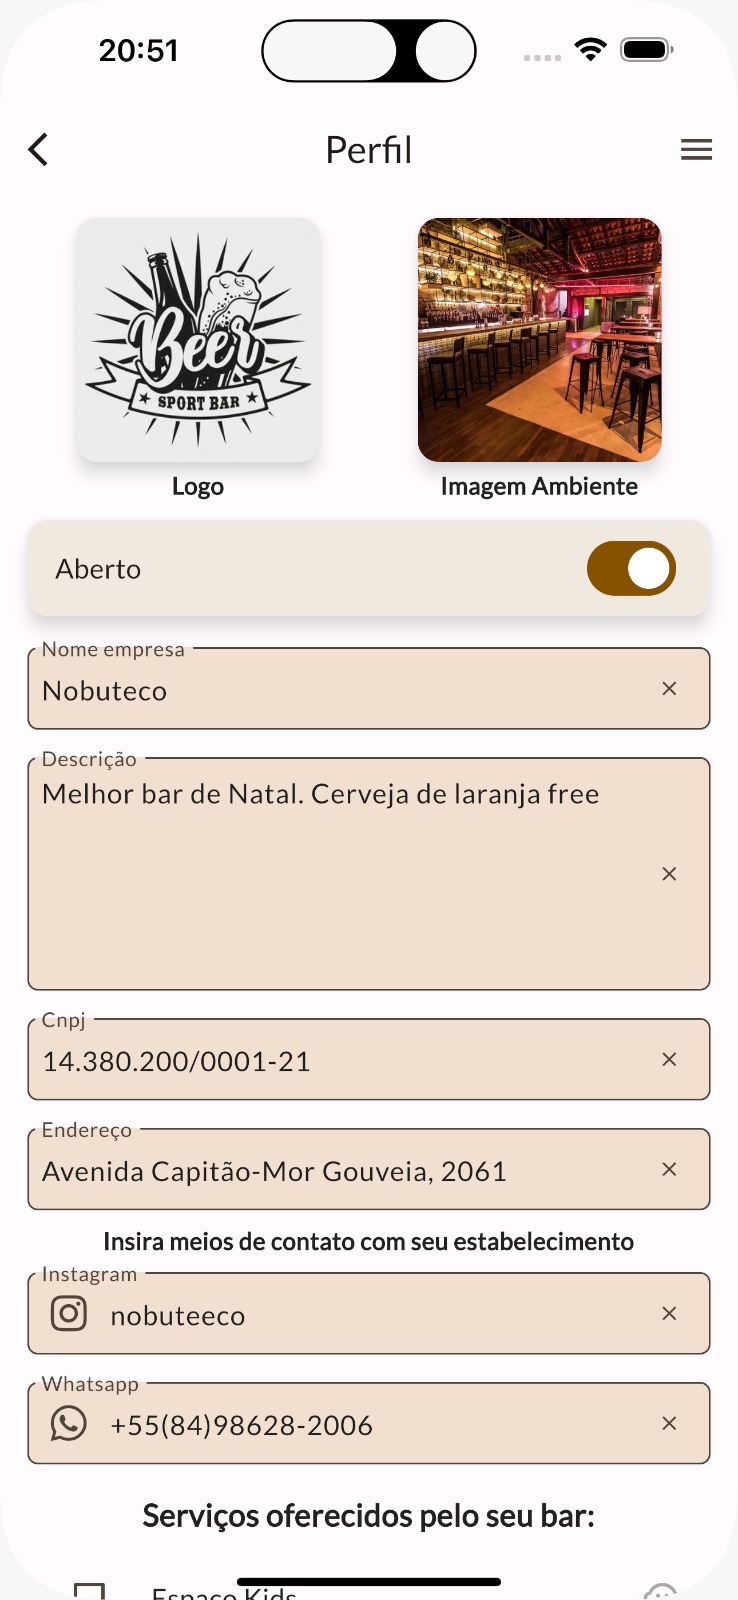 20:51
Perfil
Beer
SPORT BAR
Logo
Imagem Ambiente
Aberto
Nome empresa
Nobuteco
Descrição
Melhor bar de Natal. Cerveja de laranja free
Cnpj
14.380.200/0001-21
Endereço
Avenida Capitão-Mor Gouveia, 2061
Insira meios de contato com seu estabelecimento
Instagram
nobuteeco
Whatsapp
+55(84)98628-2006
Serviços oferecidos pelo seu bar:
Espaço Kids